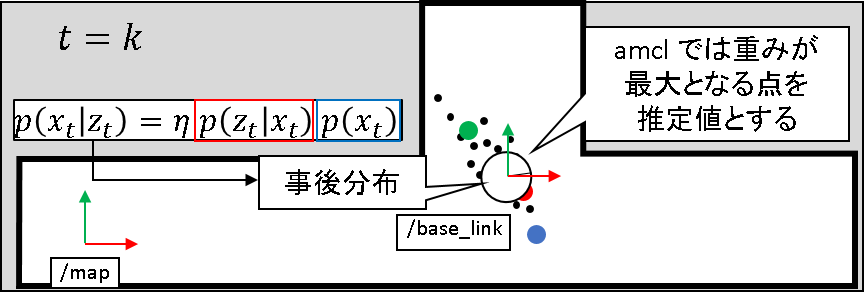 t = k
amcl では重みが
最大となる点を
推定値とする
p(x_t|z_t) = η p(z_t|x_t) p(x_t)
事後分布
/base_link
/map